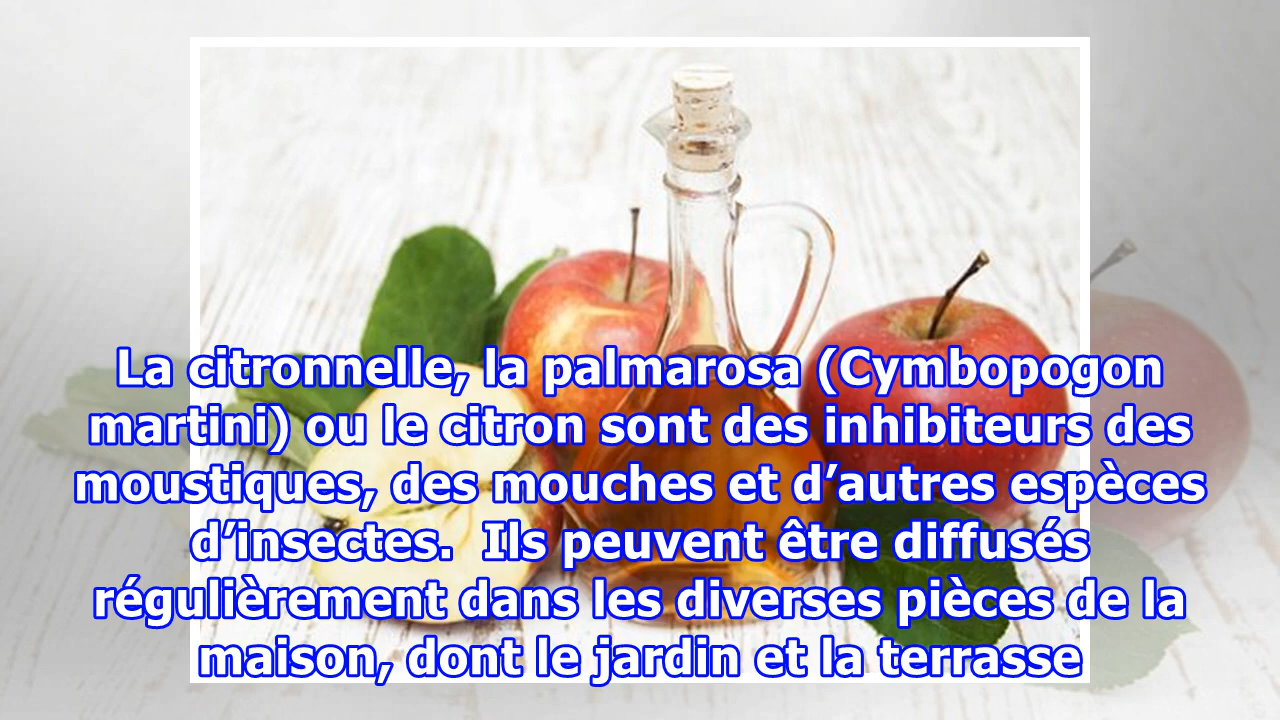 La citronnelle, la palmarosa (Cymbopogon
martini) ou le citron sont des inhibiteurs des
moustiques, des mouches et d’autres espèces
d’insectes.  Ils peuvent être diffusés
régulièrement dans les diverses pièces de la
maison, dont le jardin et la terrasse